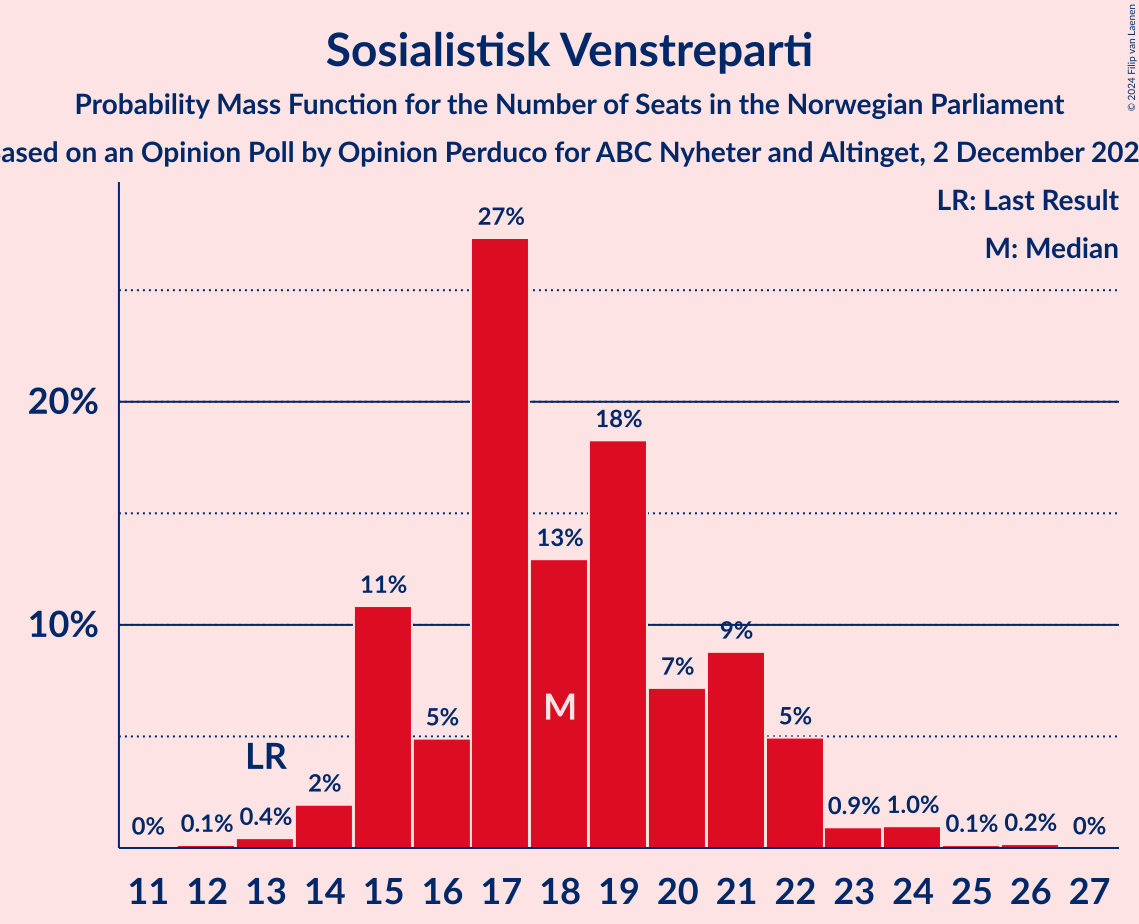 Sosialistisk Venstreparti
Probability Mass Function for the Number of Seats in the Norwegian Parliament
ased on an Opinion Poll by Opinion Perduco for ABC Nyheter and Altinget, 2 December 202
© 2024 Filip van Laenen
LR: Last Result
M: Median
27%
20%
18%
13%
11%
10%
9%
7%
M
5%
5%
LR
2%
0%
0.1%
0.4%
0.9%
1.0%
0.1%
0.2%
0%
11 12 13 14 15 16 17 18 19 20 21 22 23 24 25 26 27